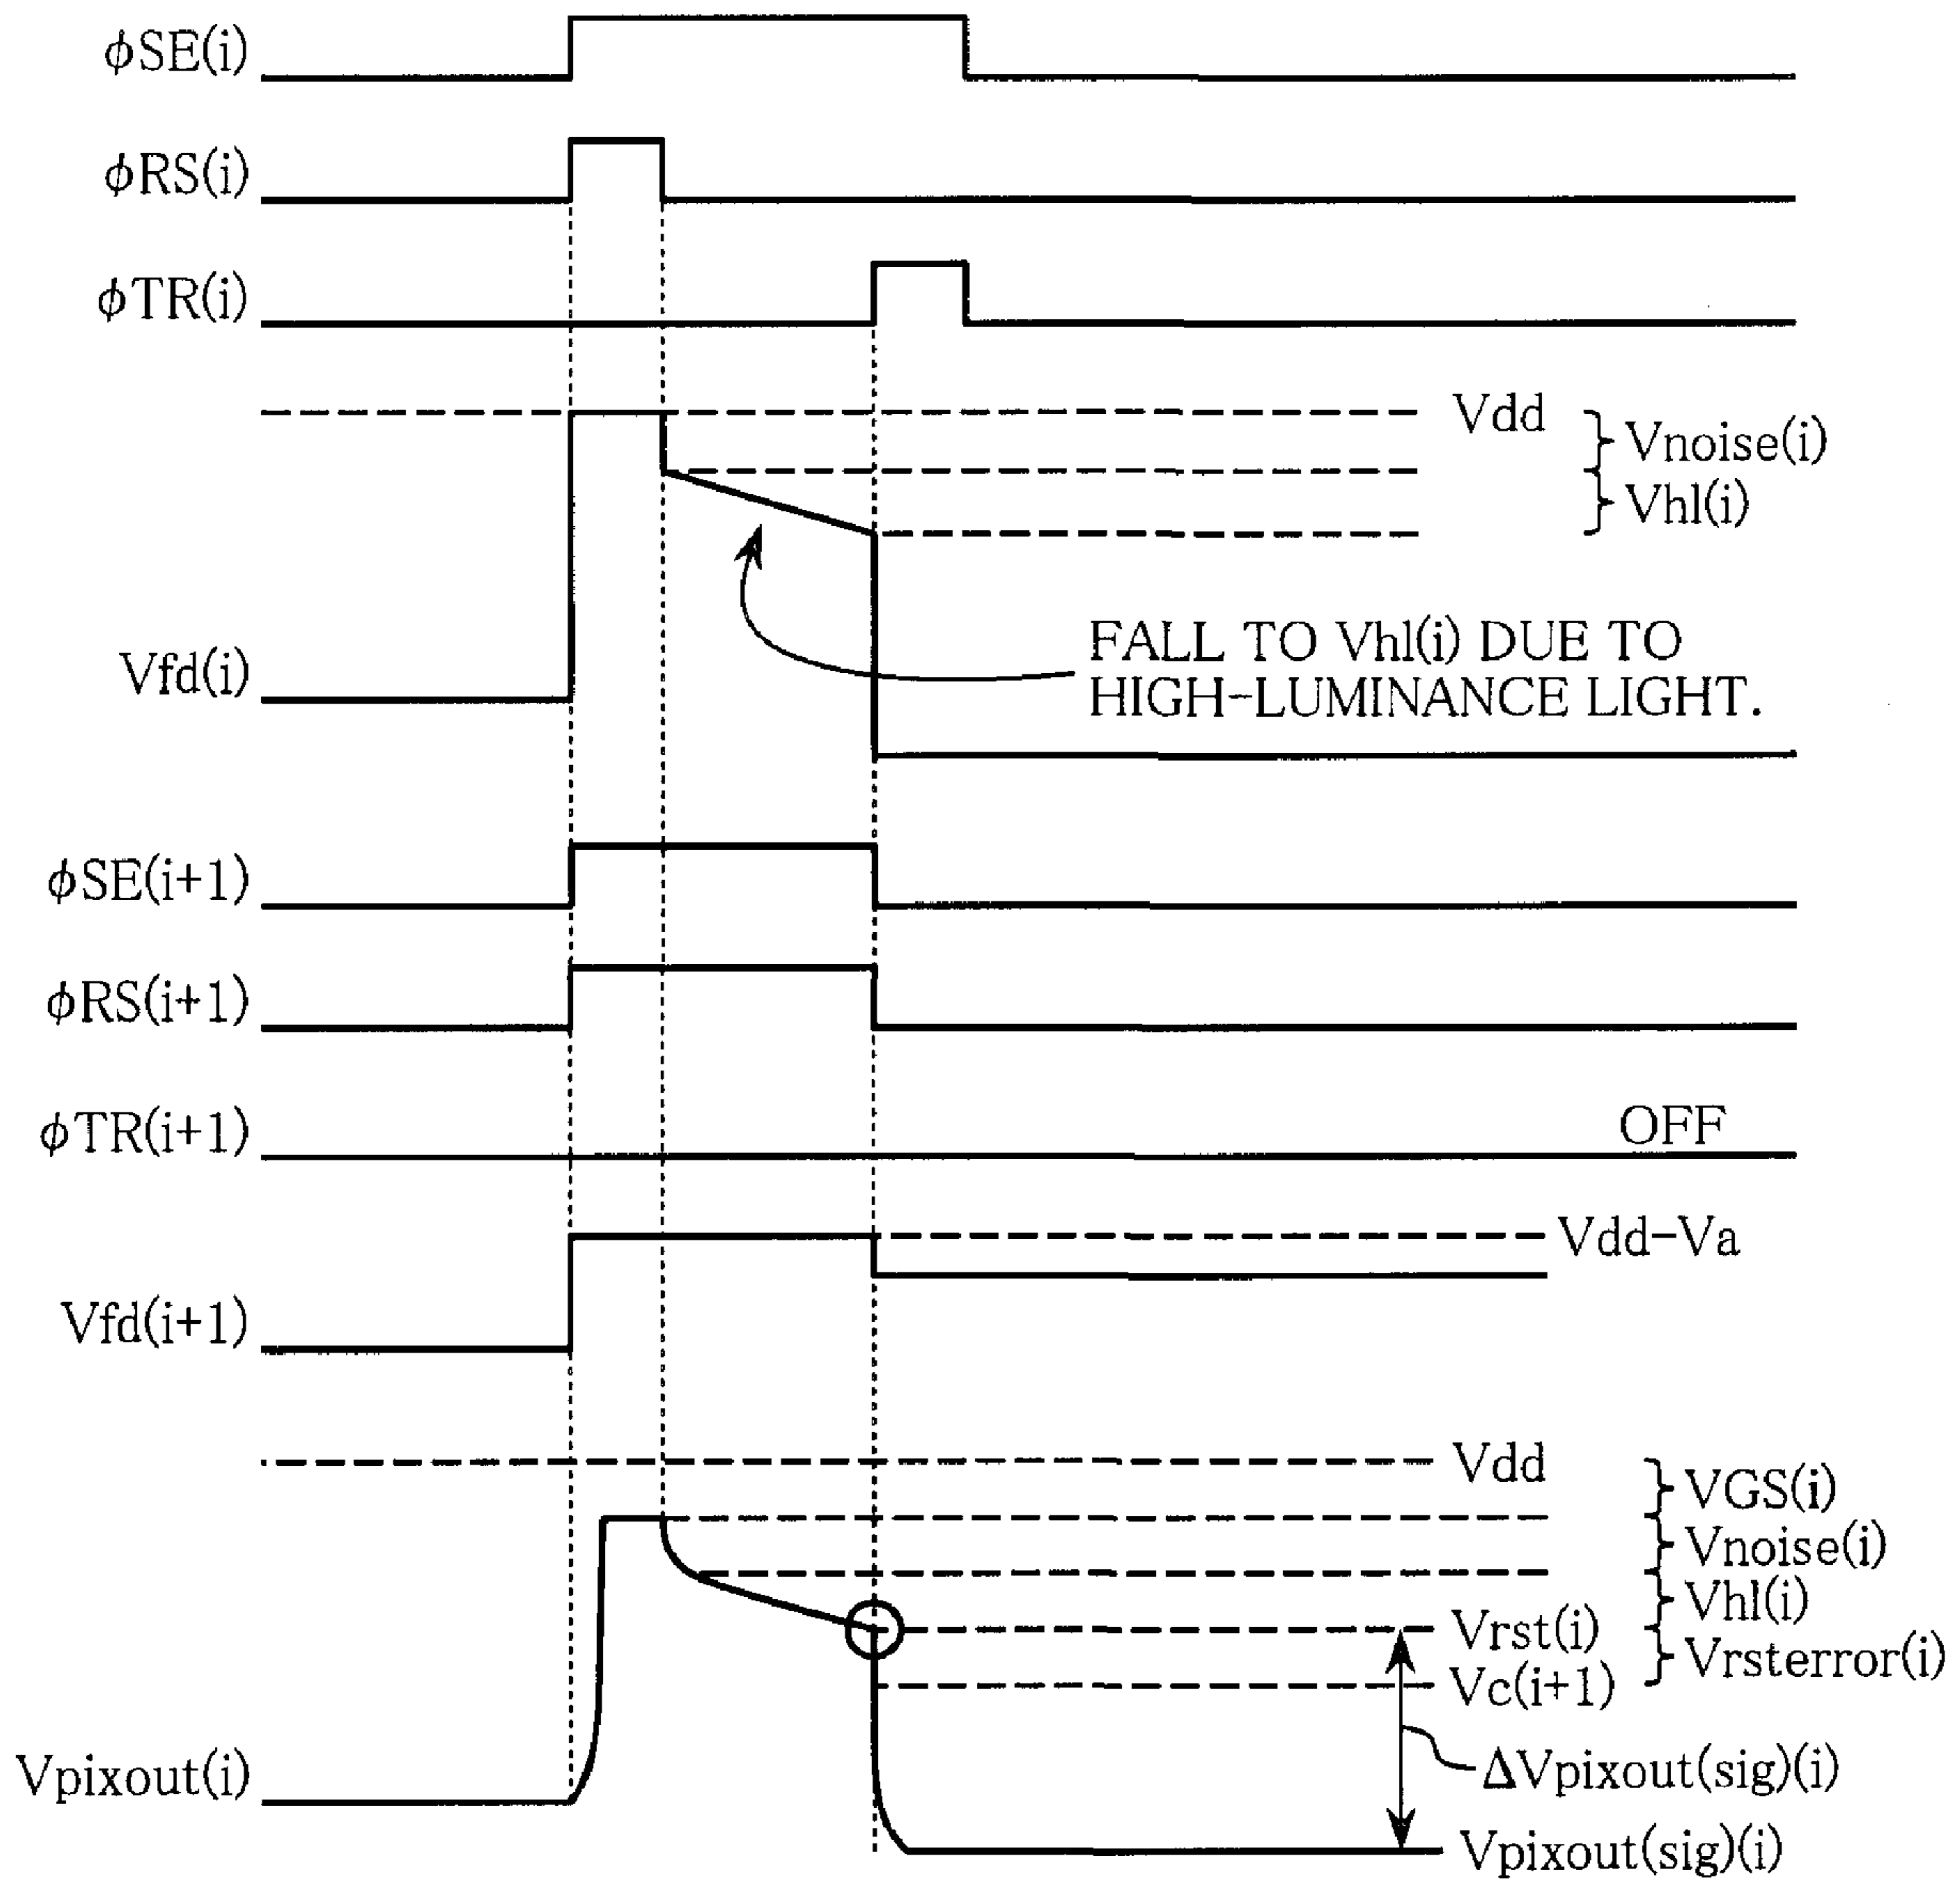 ϕSE(i)
ϕRS(i)
ϕTR(i)
Vdd
Vnoise(i)
Vhl(i)
FALL TO Vhl(i) DUE TO
HIGH-LUMINANCE LIGHT.
Vfd(i)
ϕSE(i+1)
ϕRS(i+1)
ϕTR(i+1)
OFF
Vdd-Va
Vfd(i+1)
Vdd
VGS(i)
Vnoise(i)
Vhl(i)
Vrst(i)
Vrsterror(i)
Vc(i+1)
ΔVpixout(sig)(i)
Vpixout(i)
Vpixout(sig)(i)